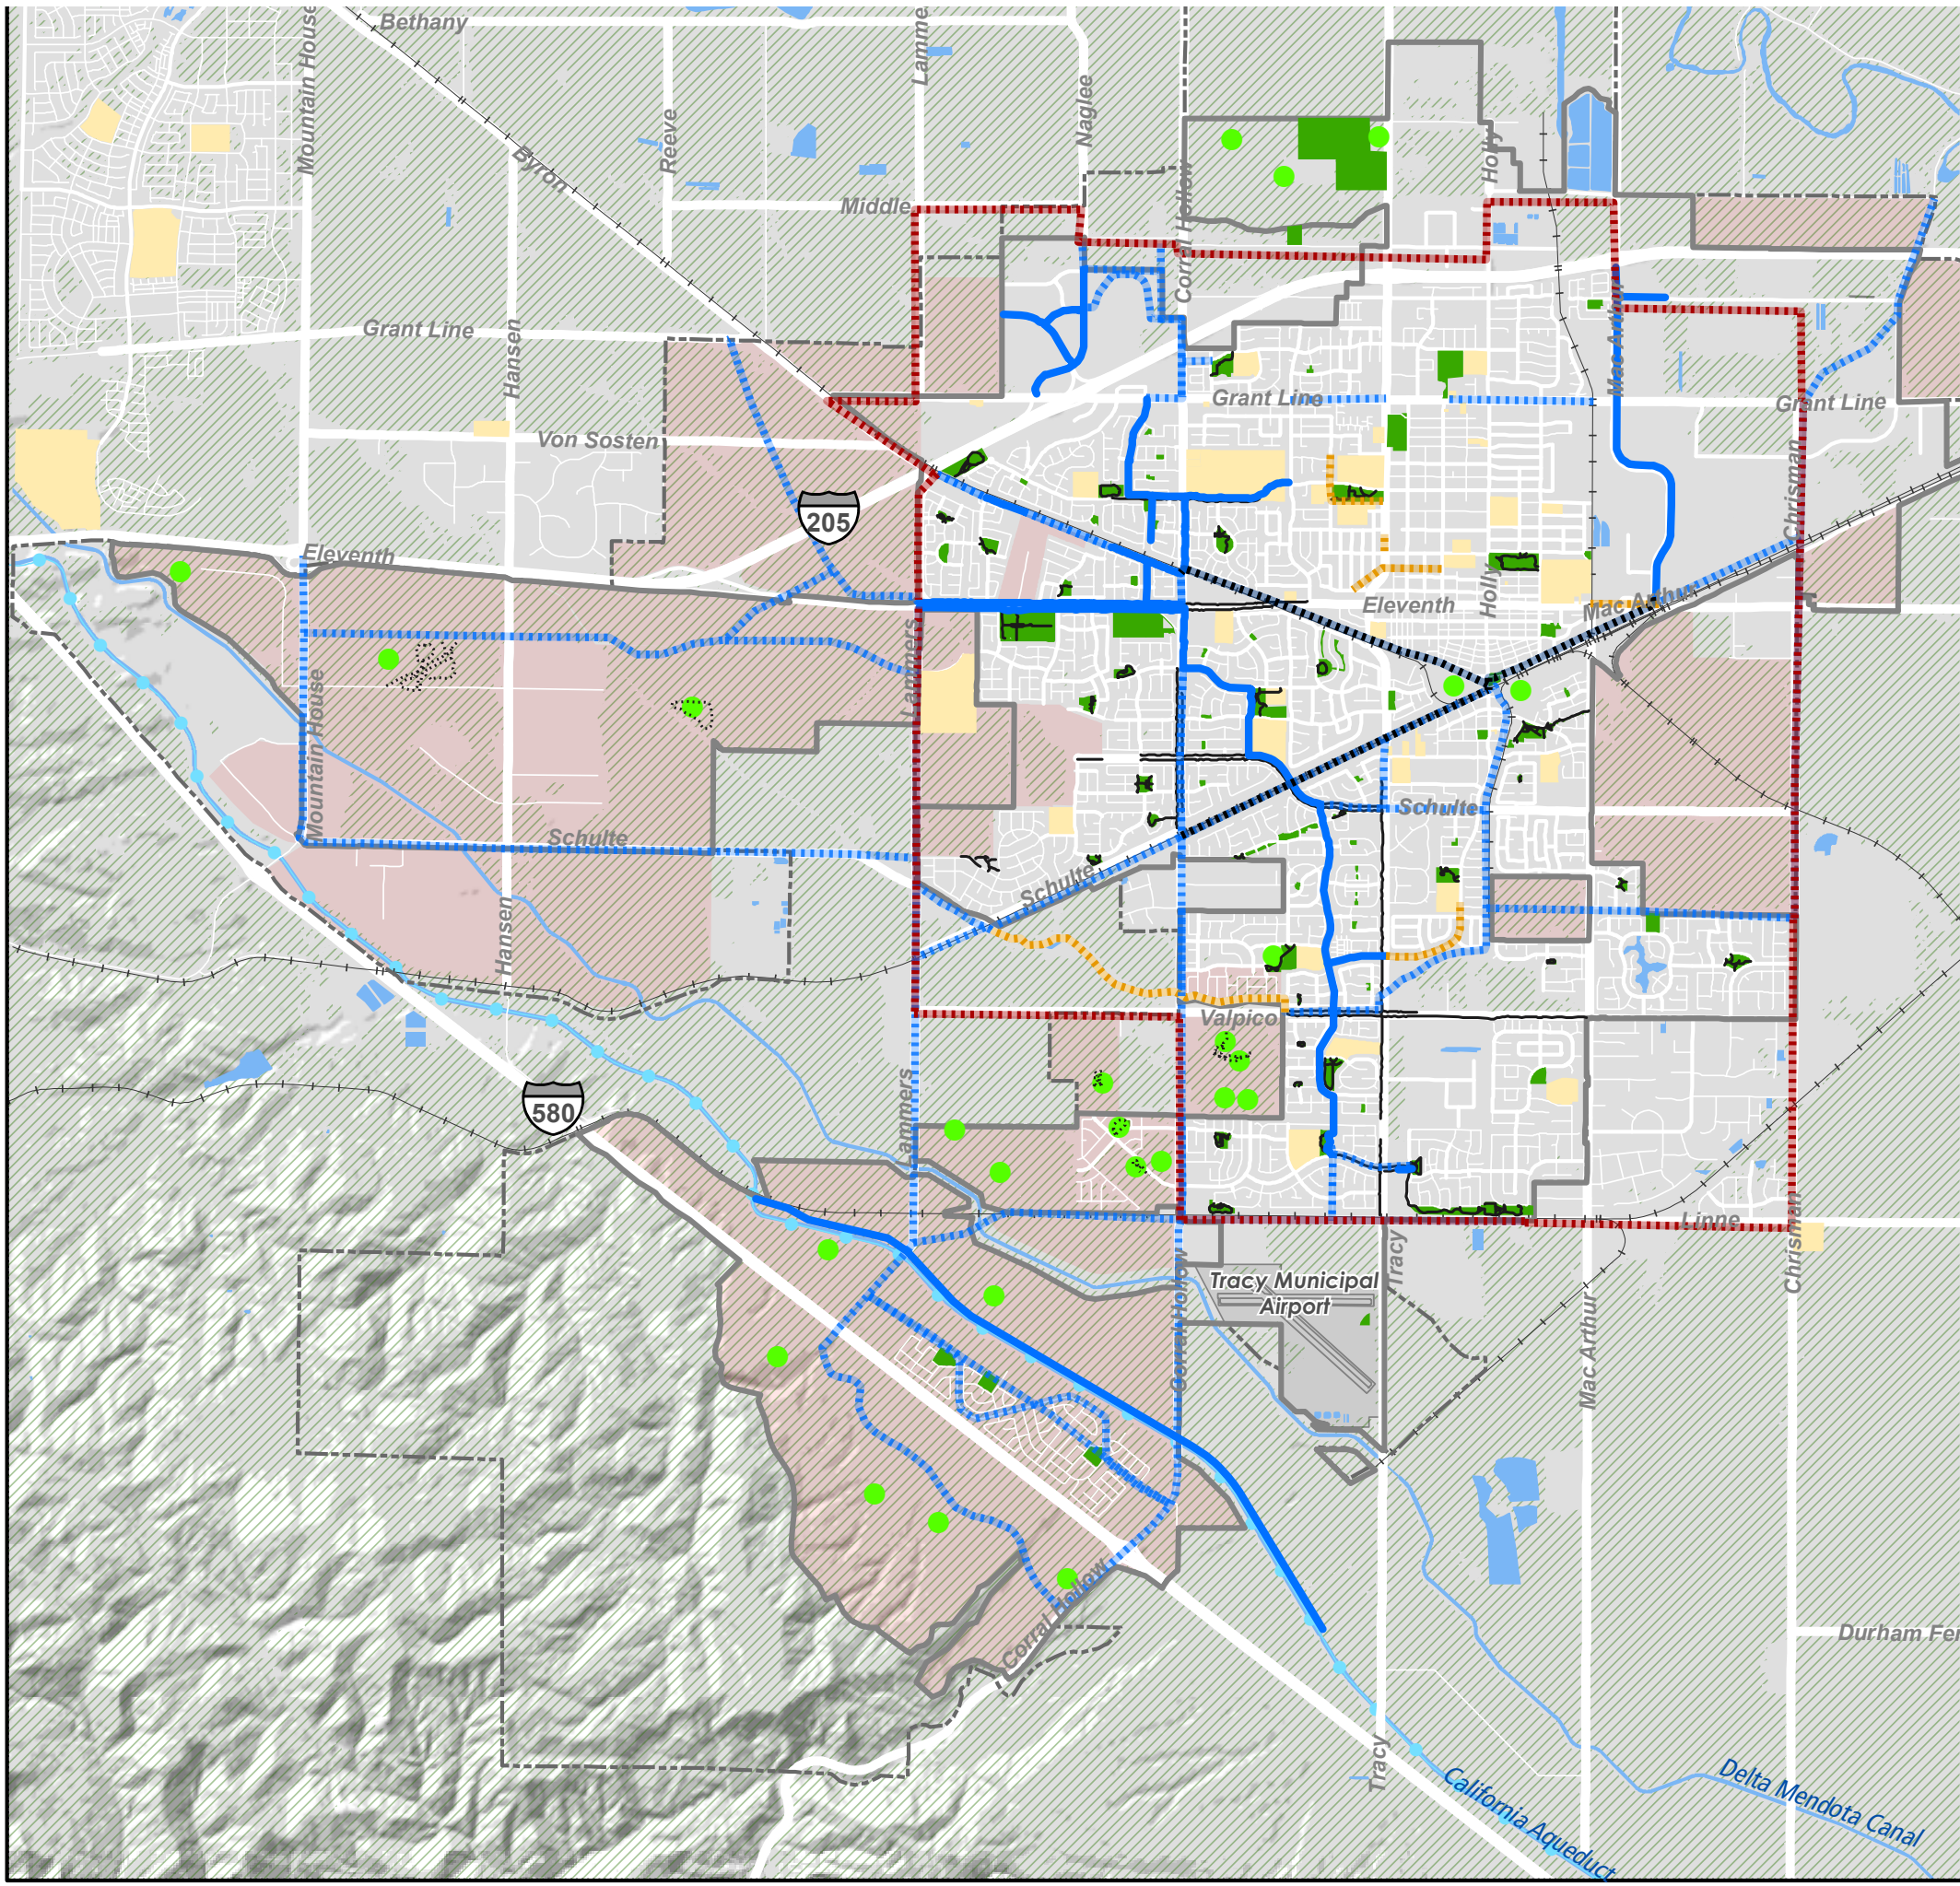 Bethany
Mountain House
Lamme
Naglee
Reeve
Byron
Holly
Middle
Corral Hollow
Grant Line
Hansen
Mac Arthur
Grant Line
Grant Line
Von Sosten
Chrisman
205
Eleventh
Holly
Eleventh
Mac Arthur
Lammers
Mountain House
Schulte
Schulte
Schulte
Hansen
Valpico
Lammers
580
Linne
Chrisman
Tracy
Corral Hollow
Tracy Municipal
Airport
Mac Arthur
Corral Hollow
Durham Fer
Tracy
California Aqueduct
Delta Mendota Canal